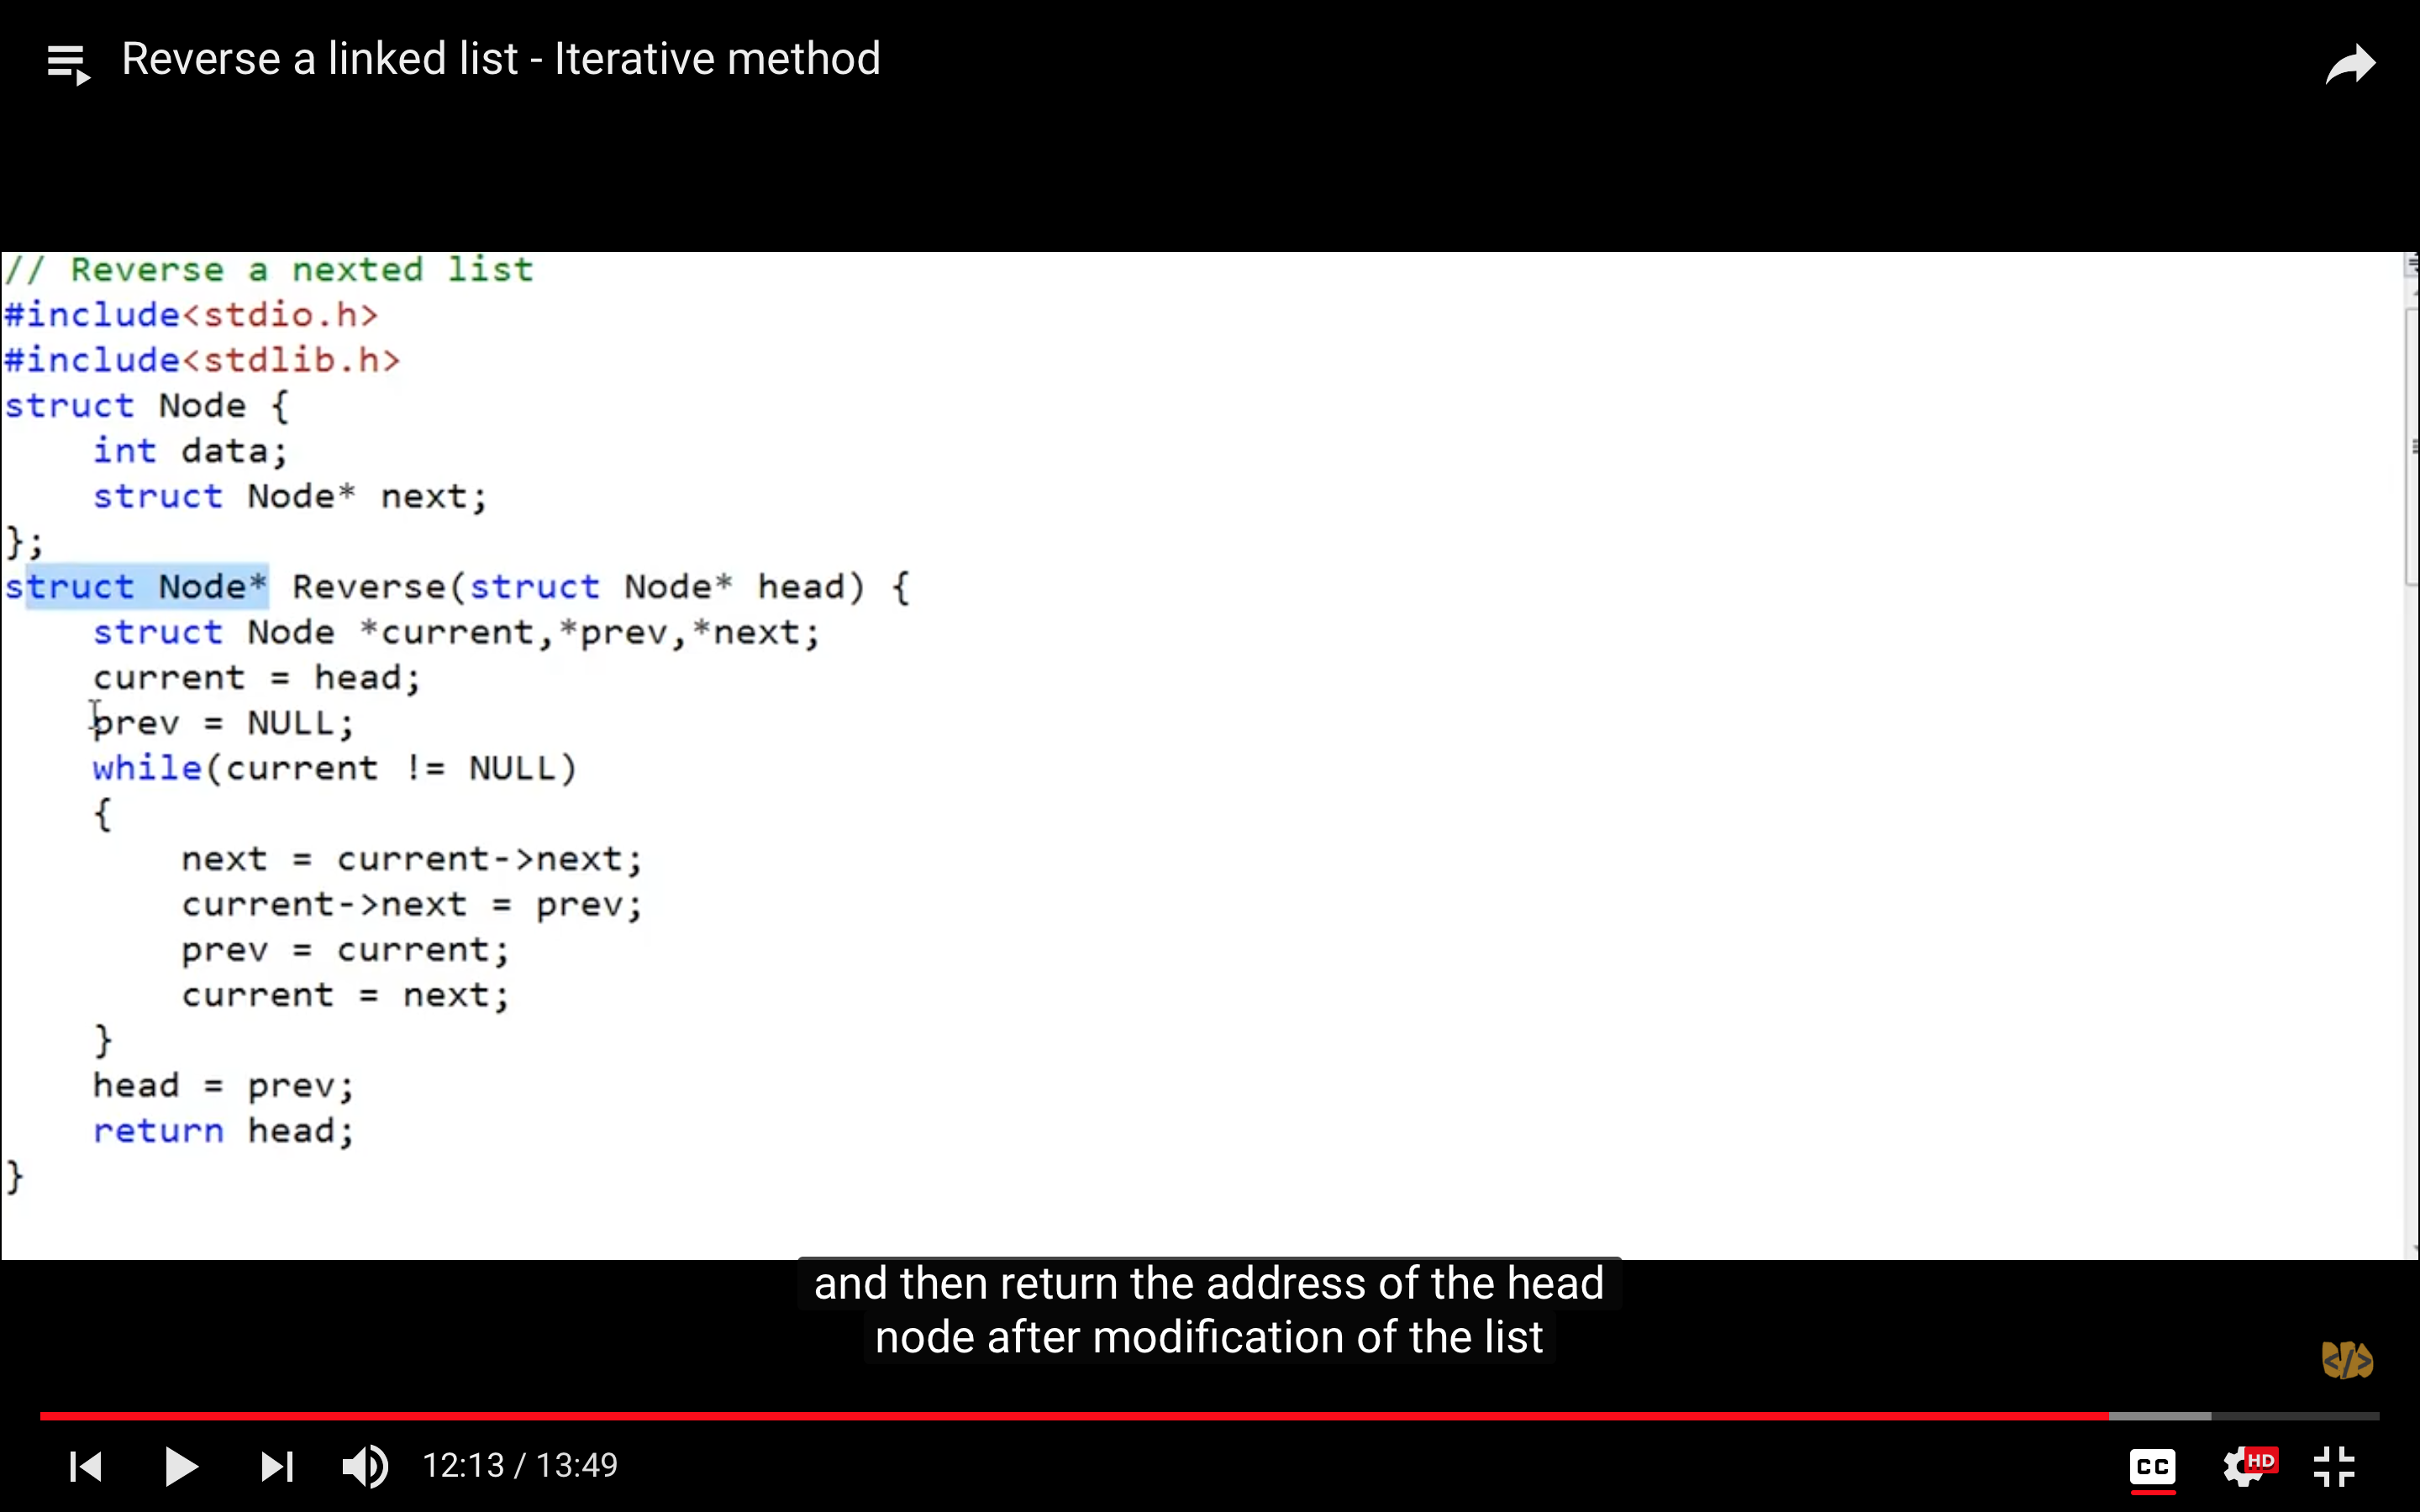 Reverse a linked list - Iterative method
// Reverse a nexted list
#include<stdio.h>
#include<stdlib.h>
struct Node {
    int data;
    struct Node* next;
};
struct Node* Reverse(struct Node* head) {
    struct Node *current,*prev,*next;
    current = head;
    prev = NULL;
    while(current != NULL)
    {
        next = current->next;
        current->next = prev;
        prev = current;
        current = next;
    }
    head = prev;
    return head;
}
and then return the address of the head
node after modification of the list
</>
12:13 / 13:49
CC
HD